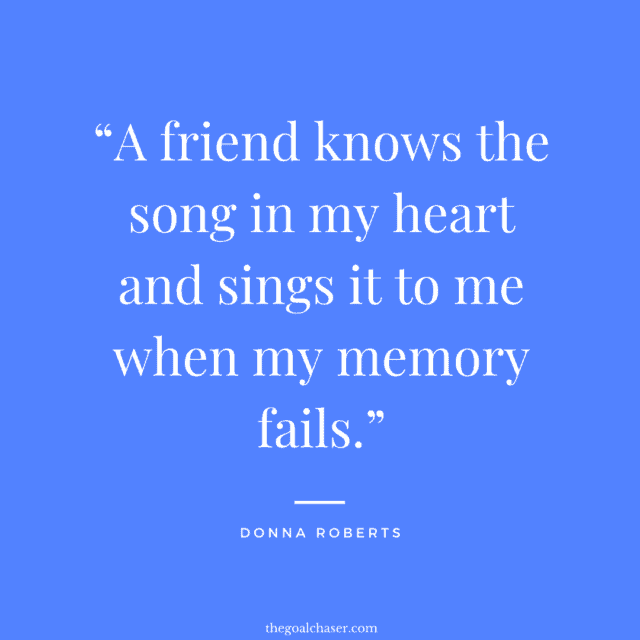 “A friend knows the
song in my heart
and sings it to me
when my memory
fails.”
DONNA ROBERTS
thegoalchaser.com